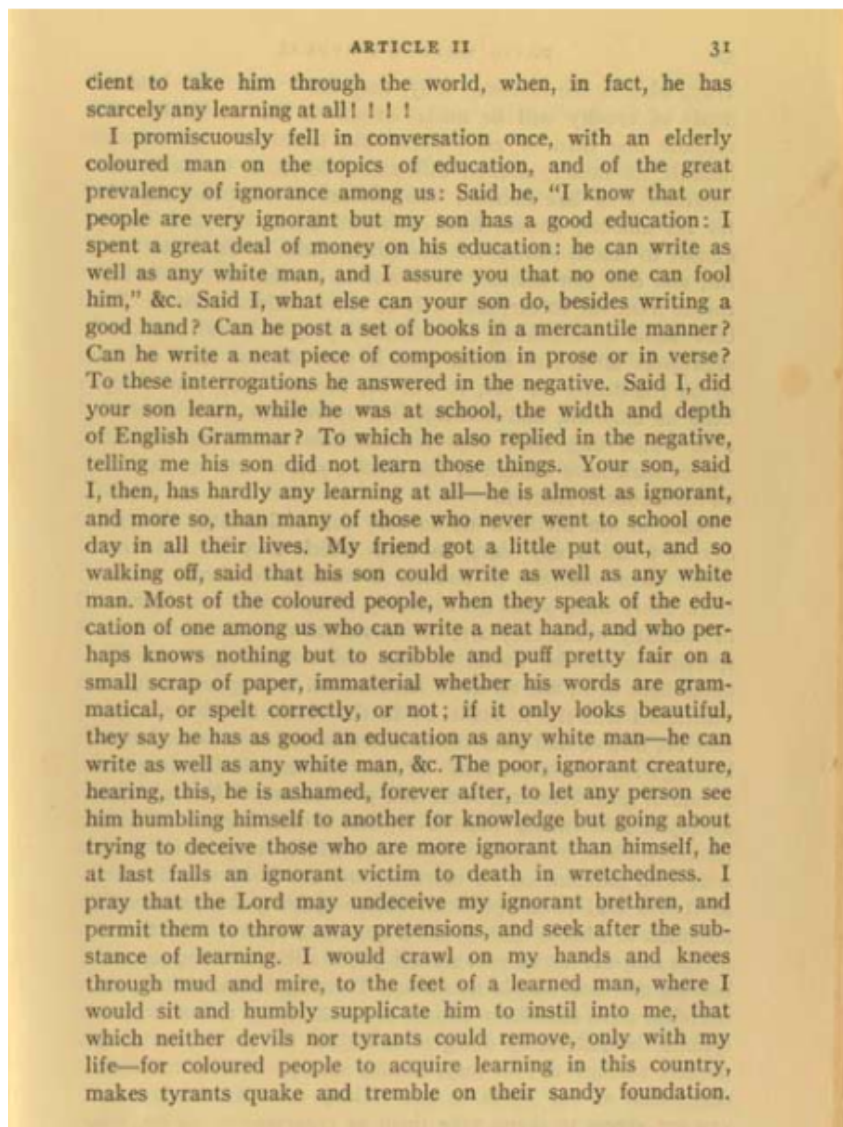 ARTICLE II 31
cient to take him through the world, when, in fact, he has
scarcely any learning at all! ! ! !
I promiscuously fell in conversation once, with an elderly
coloured man on the topics of education, and of the great
prevalency of ignorance among us: Said he, "I know that our
people are very ignorant but my son has a good education: I
spent a great deal of money on his education: he can write as
well as any white man, and I assure you that no one can fool
him," &c. Said I, what else can your son do, besides writing a
good hand? Can he post a set of books in a mercantile manner?
Can he write a neat piece of composition in prose or in verse?
To these interrogations he answered in the negative. Said I, did
your son learn, while he was at school, the width and depth
of English Grammar? To which he also replied in the negative,
telling me his son did not learn those things. Your son, said
I, then, has hardly any learning at all—he is almost as ignorant,
and more so, than many of those who never went to school one
day in all their lives. My friend got a little put out, and so
walking off, said that his son could write as well as any white
man. Most of the coloured people, when they speak of the edu-
cation of one among us who can write a neat hand, and who per-
haps knows nothing but to scribble and puff pretty fair on a
small scrap of paper, immaterial whether his words are gram-
matical, or spelt correctly, or not; if it only looks beautiful,
they say he has as good an education as any white man—he can
write as well as any white man, &c. The poor, ignorant creature,
hearing, this, he is ashamed, forever after, to let any person see
him humbling himself to another for knowledge but going about
trying to deceive those who are more ignorant than himself, he
at last falls an ignorant victim to death in wretchedness. I
pray that the Lord may undeceive my ignorant brethren, and
permit them to throw away pretensions, and seek after the sub-
stance of learning. I would crawl on my hands and knees
through mud and mire, to the feet of a learned man, where I
would sit and humbly supplicate him to instil into me, that
which neither devils nor tyrants could remove, only with my
life—for coloured people to acquire learning in this country,
makes tyrants quake and tremble on their sandy foundation.